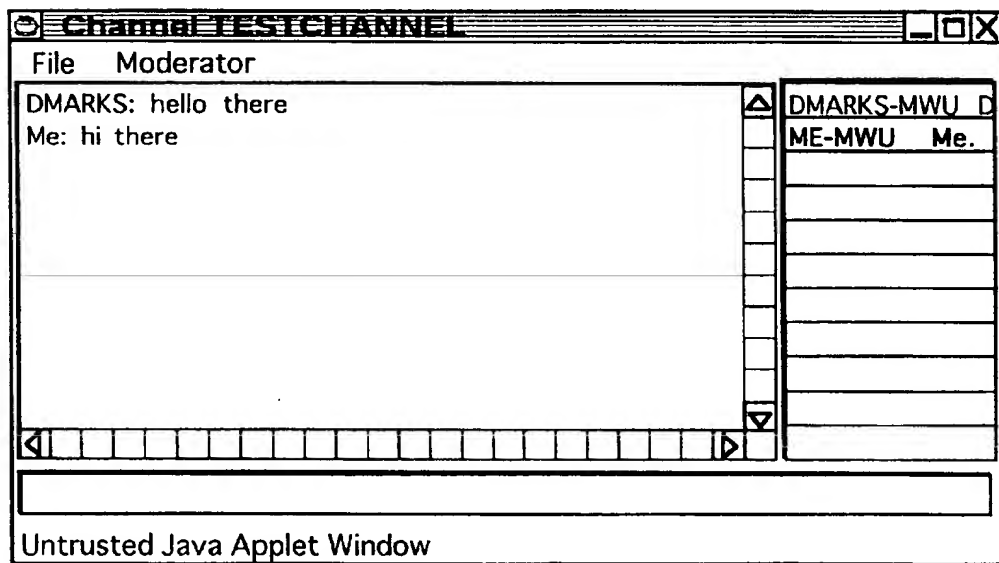 Channel TESTCHANNEL
File Moderator
DMARKS: hello there
Me: hi there
DMARKS-MWU D
ME-MWU Me.
Untrusted Java Applet Window